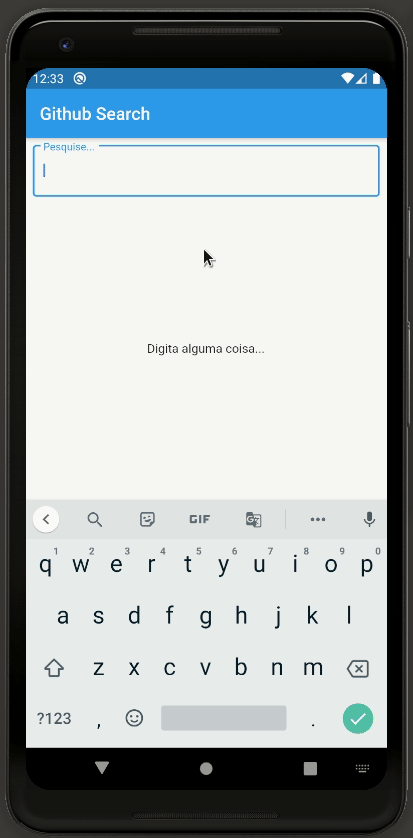 12:33
Github Search
Pesquise...
Digita alguma coisa...
GIF
1 2 3 4 5 6 7 8 9 0
q w e r t y u i o p
a s d f g h j k l
z x c v b n m
?123 , .